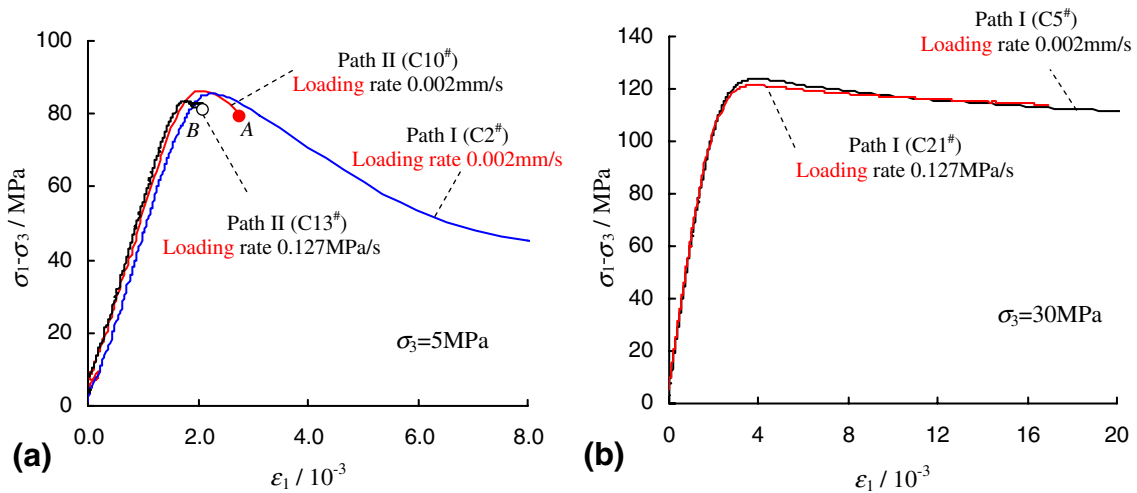 100
80
60
40
20
0
σ1-σ3 / MPa
Path II (C10#)
Loading rate 0.002mm/s
B
A
Path I (C2#)
Loading rate 0.002mm/s
Path II (C13#)
Loading rate 0.127MPa/s
σ3=5MPa
0.0 2.0 4.0 6.0 8.0
(a)
ε1 / 10-3
140
120
100
80
60
40
20
0
σ1-σ3 / MPa
Path I (C5#)
Loading rate 0.002mm/s
Path I (C21#)
Loading rate 0.127MPa/s
σ3=30MPa
0 4 8 12 16 20
(b)
ε1 / 10-3